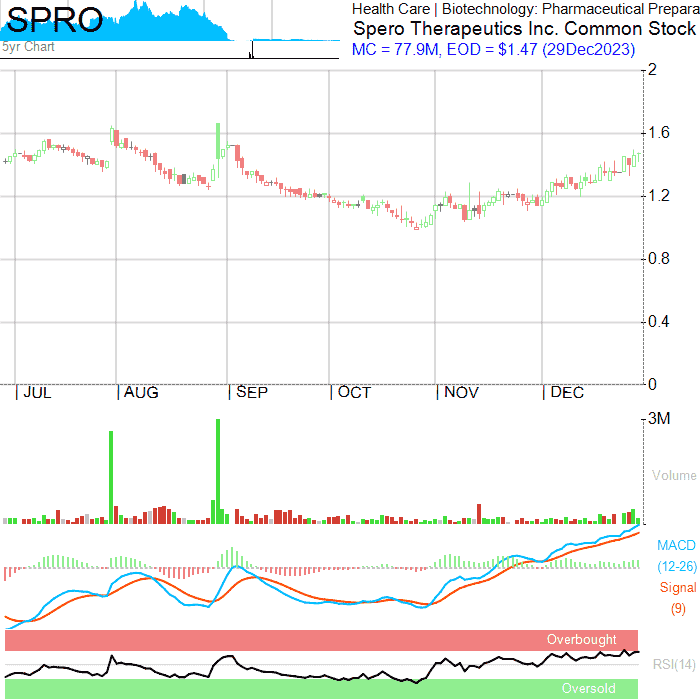 SPRO
5yr Chart
Health Care | Biotechnology: Pharmaceutical Prepara
Spero Therapeutics Inc. Common Stock
MC = 77.9M, EOD = $1.47 (29Dec2023)
2
1.6
1.2
0.8
0.4
0
JUL AUG SEP OCT NOV DEC
3M
Volume
MACD
(12-26)
Signal
(9)
Overbought
RSI(14)
Oversold